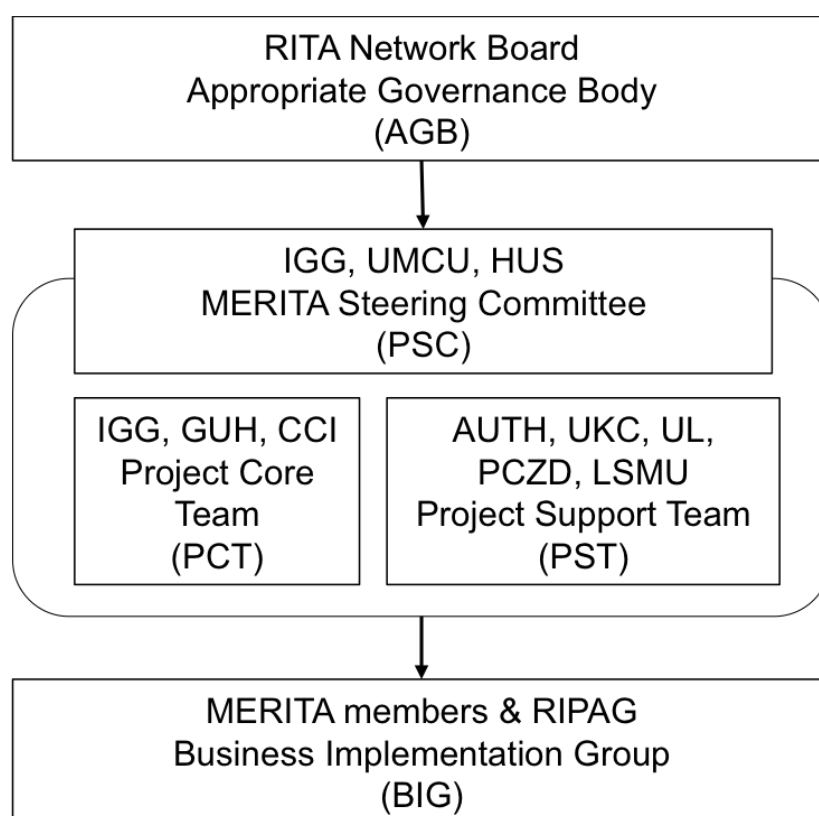 RITA Network Board
Appropriate Governance Body
(AGB)
IGG, UMCU, HUS
MERITA Steering Committee
(PSC)
IGG, GUH, CCI
Project Core
Team
(PCT)
AUTH, UKC, UL,
PCZD, LSMU
Project Support Team
(PST)
MERITA members & RIPAG
Business Implementation Group
(BIG)